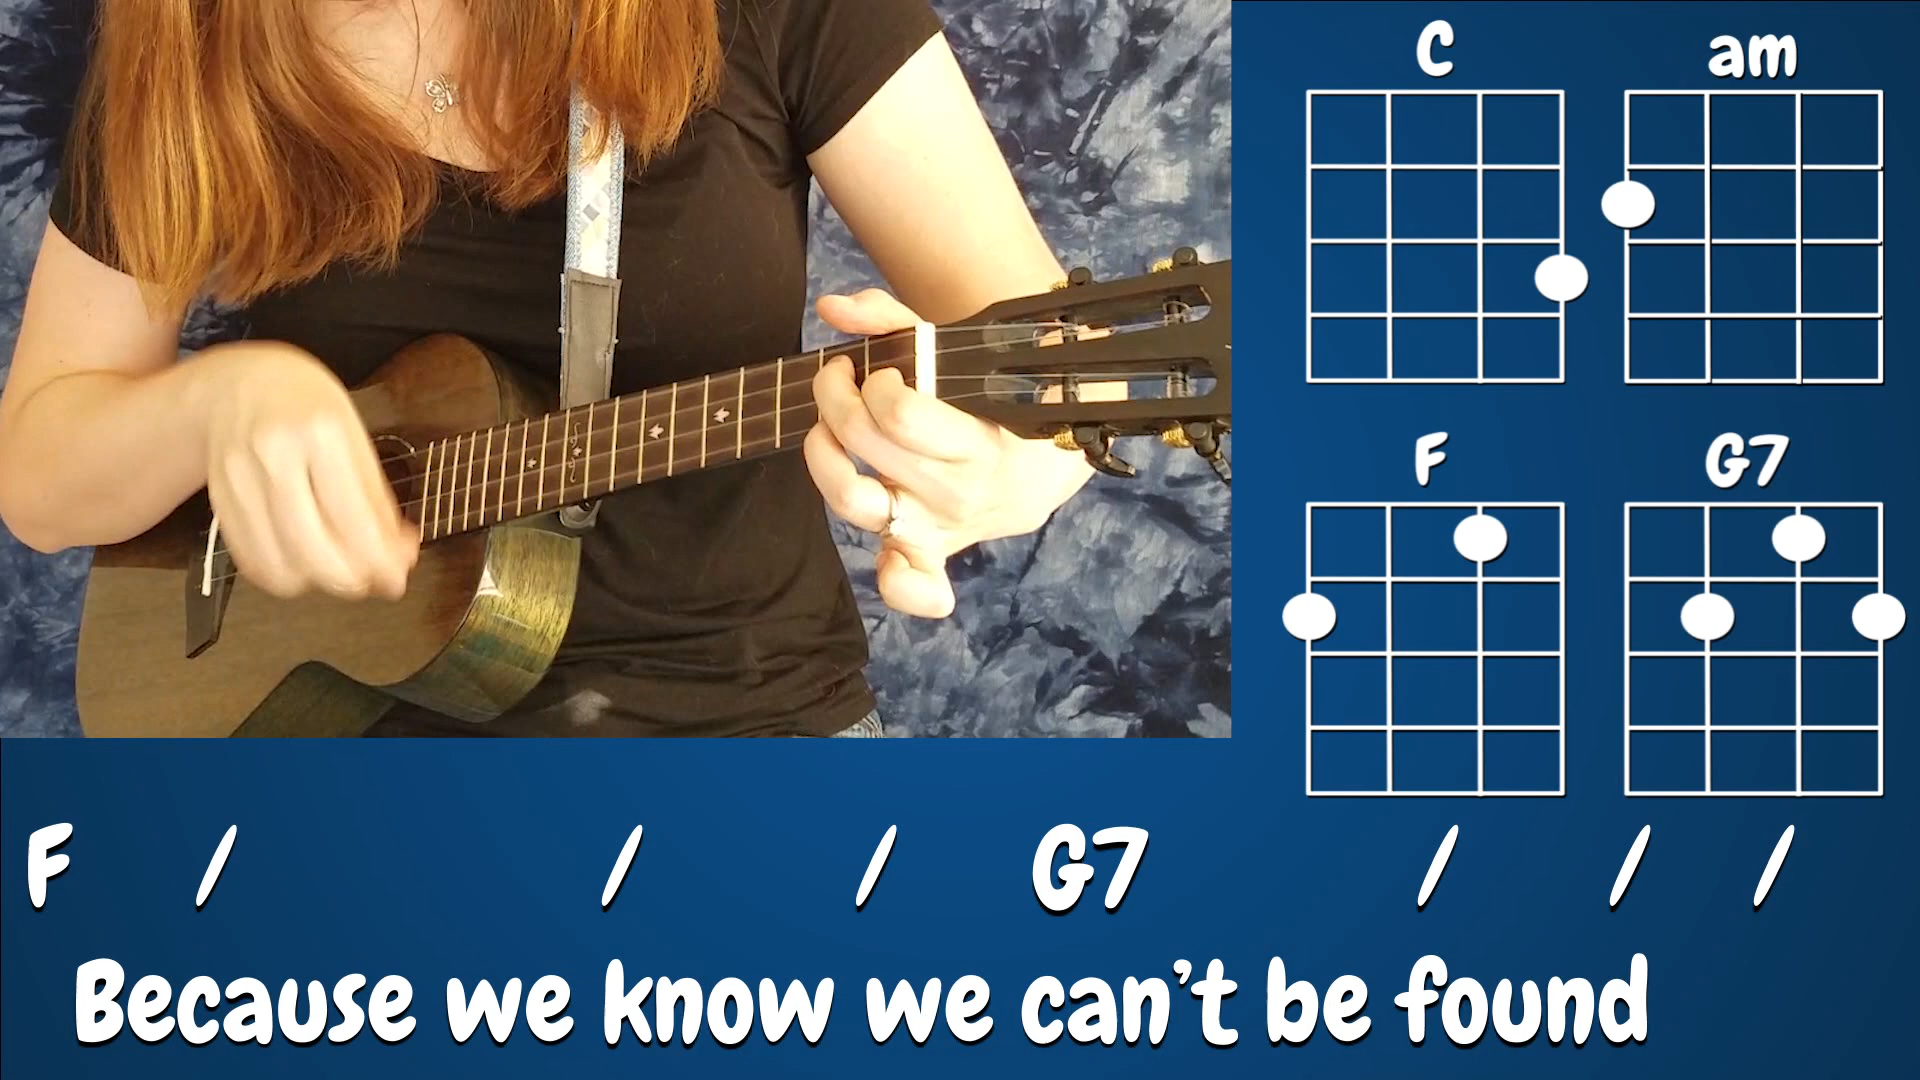 C am
F G7
F / / / G7 / / /
Because we know we can't be found